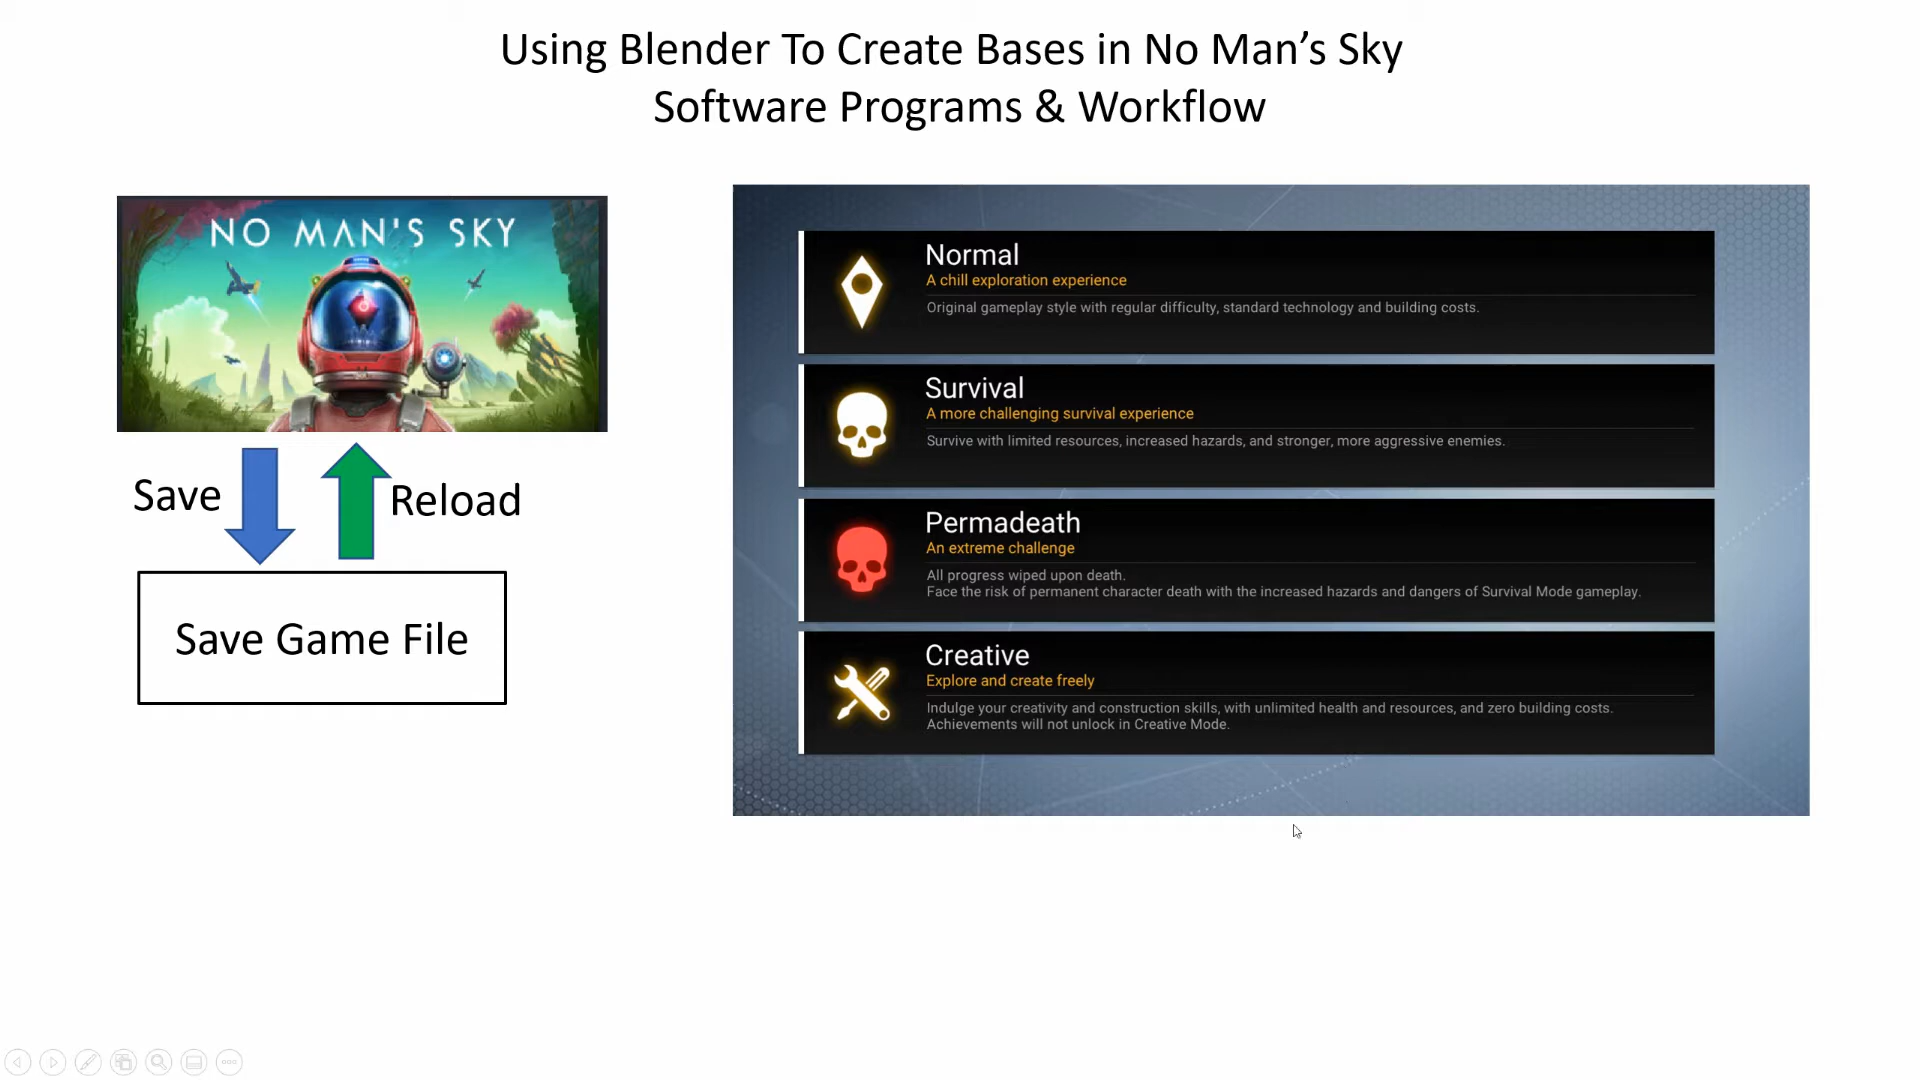 Using Blender To Create Bases in No Man’s Sky
Software Programs & Workflow
NO MAN'S SKY
Save
Reload
Save Game File
Normal
A chill exploration experience
Original gameplay style with regular difficulty, standard technology and building costs.
Survival
A more challenging survival experience
Survive with limited resources, increased hazards, and stronger, more aggressive enemies.
Permadeath
An extreme challenge
All progress wiped upon death.
Face the risk of permanent character death with the increased hazards and dangers of Survival Mode gameplay.
Creative
Explore and create freely
Indulge your creativity and construction skills, with unlimited health and resources, and zero building costs.
Achievements will not unlock in Creative Mode.